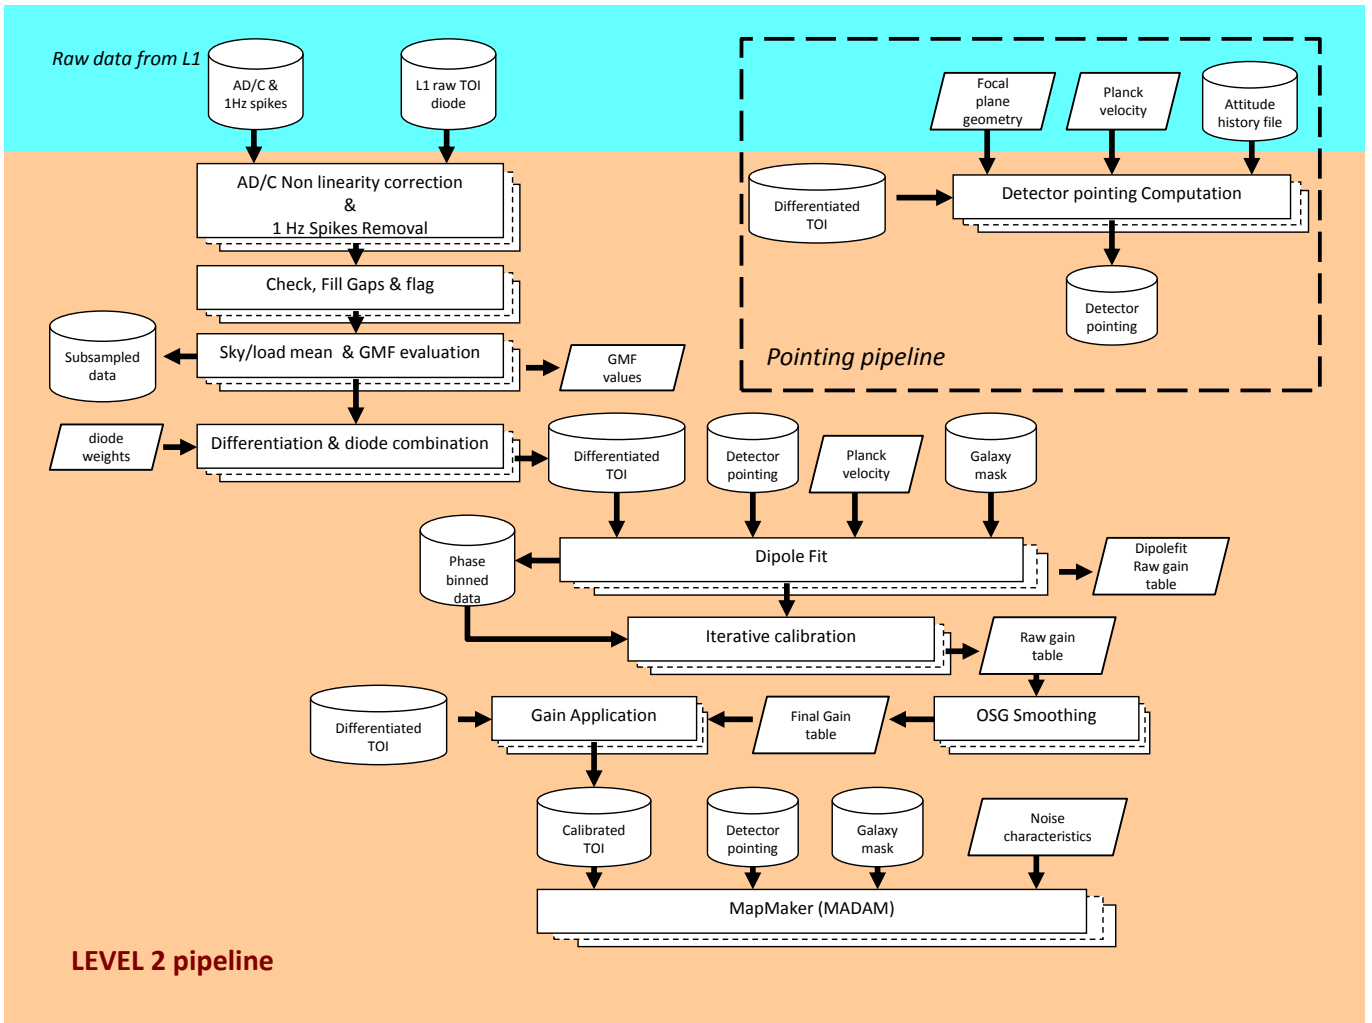 Raw data from L1
AD/C &
1Hz spikes
L1 raw TOI
diode
Focal
plane
geometry
Planck
velocity
Attitude
history file
AD/C Non linearity correction
&
1 Hz Spikes Removal
Differentiated
TOI
Detector pointing Computation
Check, Fill Gaps & flag
Detector
pointing
Subsampled
data
Sky/load mean & GMF evaluation
GMF
values
Pointing pipeline
diode
weights
Differentiation & diode combination
Differentiated
TOI
Detector
pointing
Planck
velocity
Galaxy
mask
Phase
binned
data
Dipole Fit
Dipolefit
Raw gain
table
Iterative calibration
Raw gain
table
Differentiated
TOI
Gain Application
Final Gain
table
OSG Smoothing
Calibrated
TOI
Detector
pointing
Galaxy
mask
Noise
characteristics
MapMaker (MADAM)
LEVEL 2 pipeline